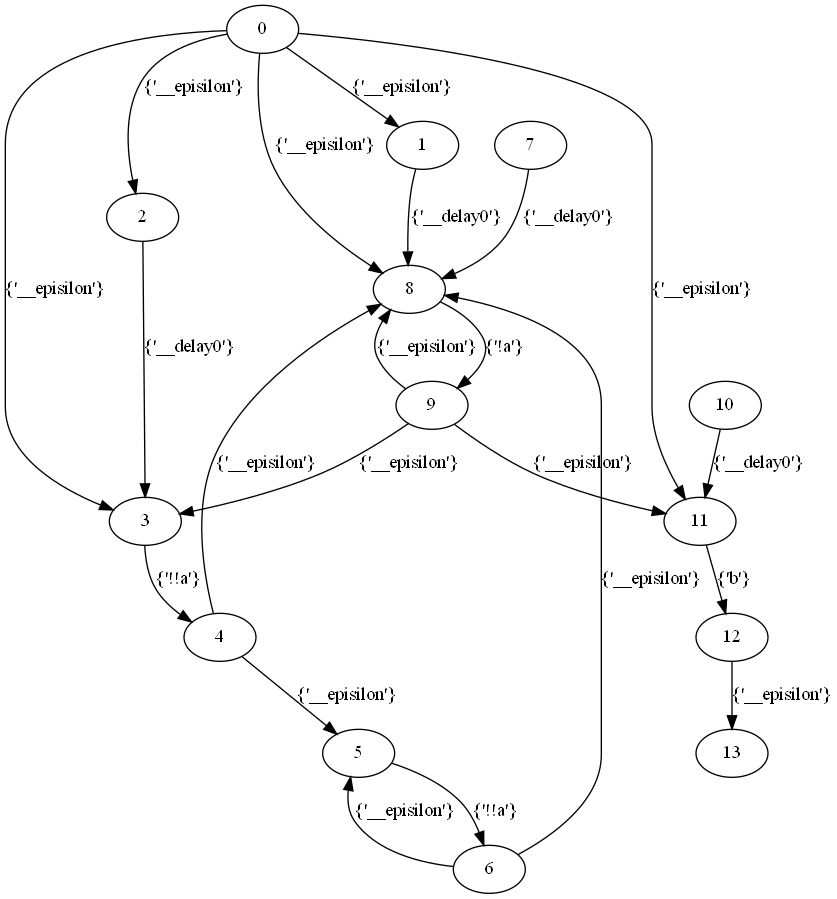 0
{'__episilon'}
{'__episilon'}
{'__episilon'}
1
7
2
{'__delay0'}
{'__delay0'}
{'__episilon'}
8
{'__episilon'}
{'__delay0'}
{'__episilon'}
{'!a'}
9
10
{'__episilon'}
{'__episilon'}
{'__episilon'}
{'__delay0'}
3
11
{'!!a'}
{'__episilon'}
{'b'}
4
12
{'__episilon'}
{'__episilon'}
5
13
{'__episilon'}
{'!!a'}
6